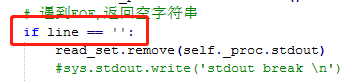 # 遇到EOF,返回空字符串
if line == '':
read_set.remove(self._proc.stdout)
#sys.stdout.write('stdout break \n')